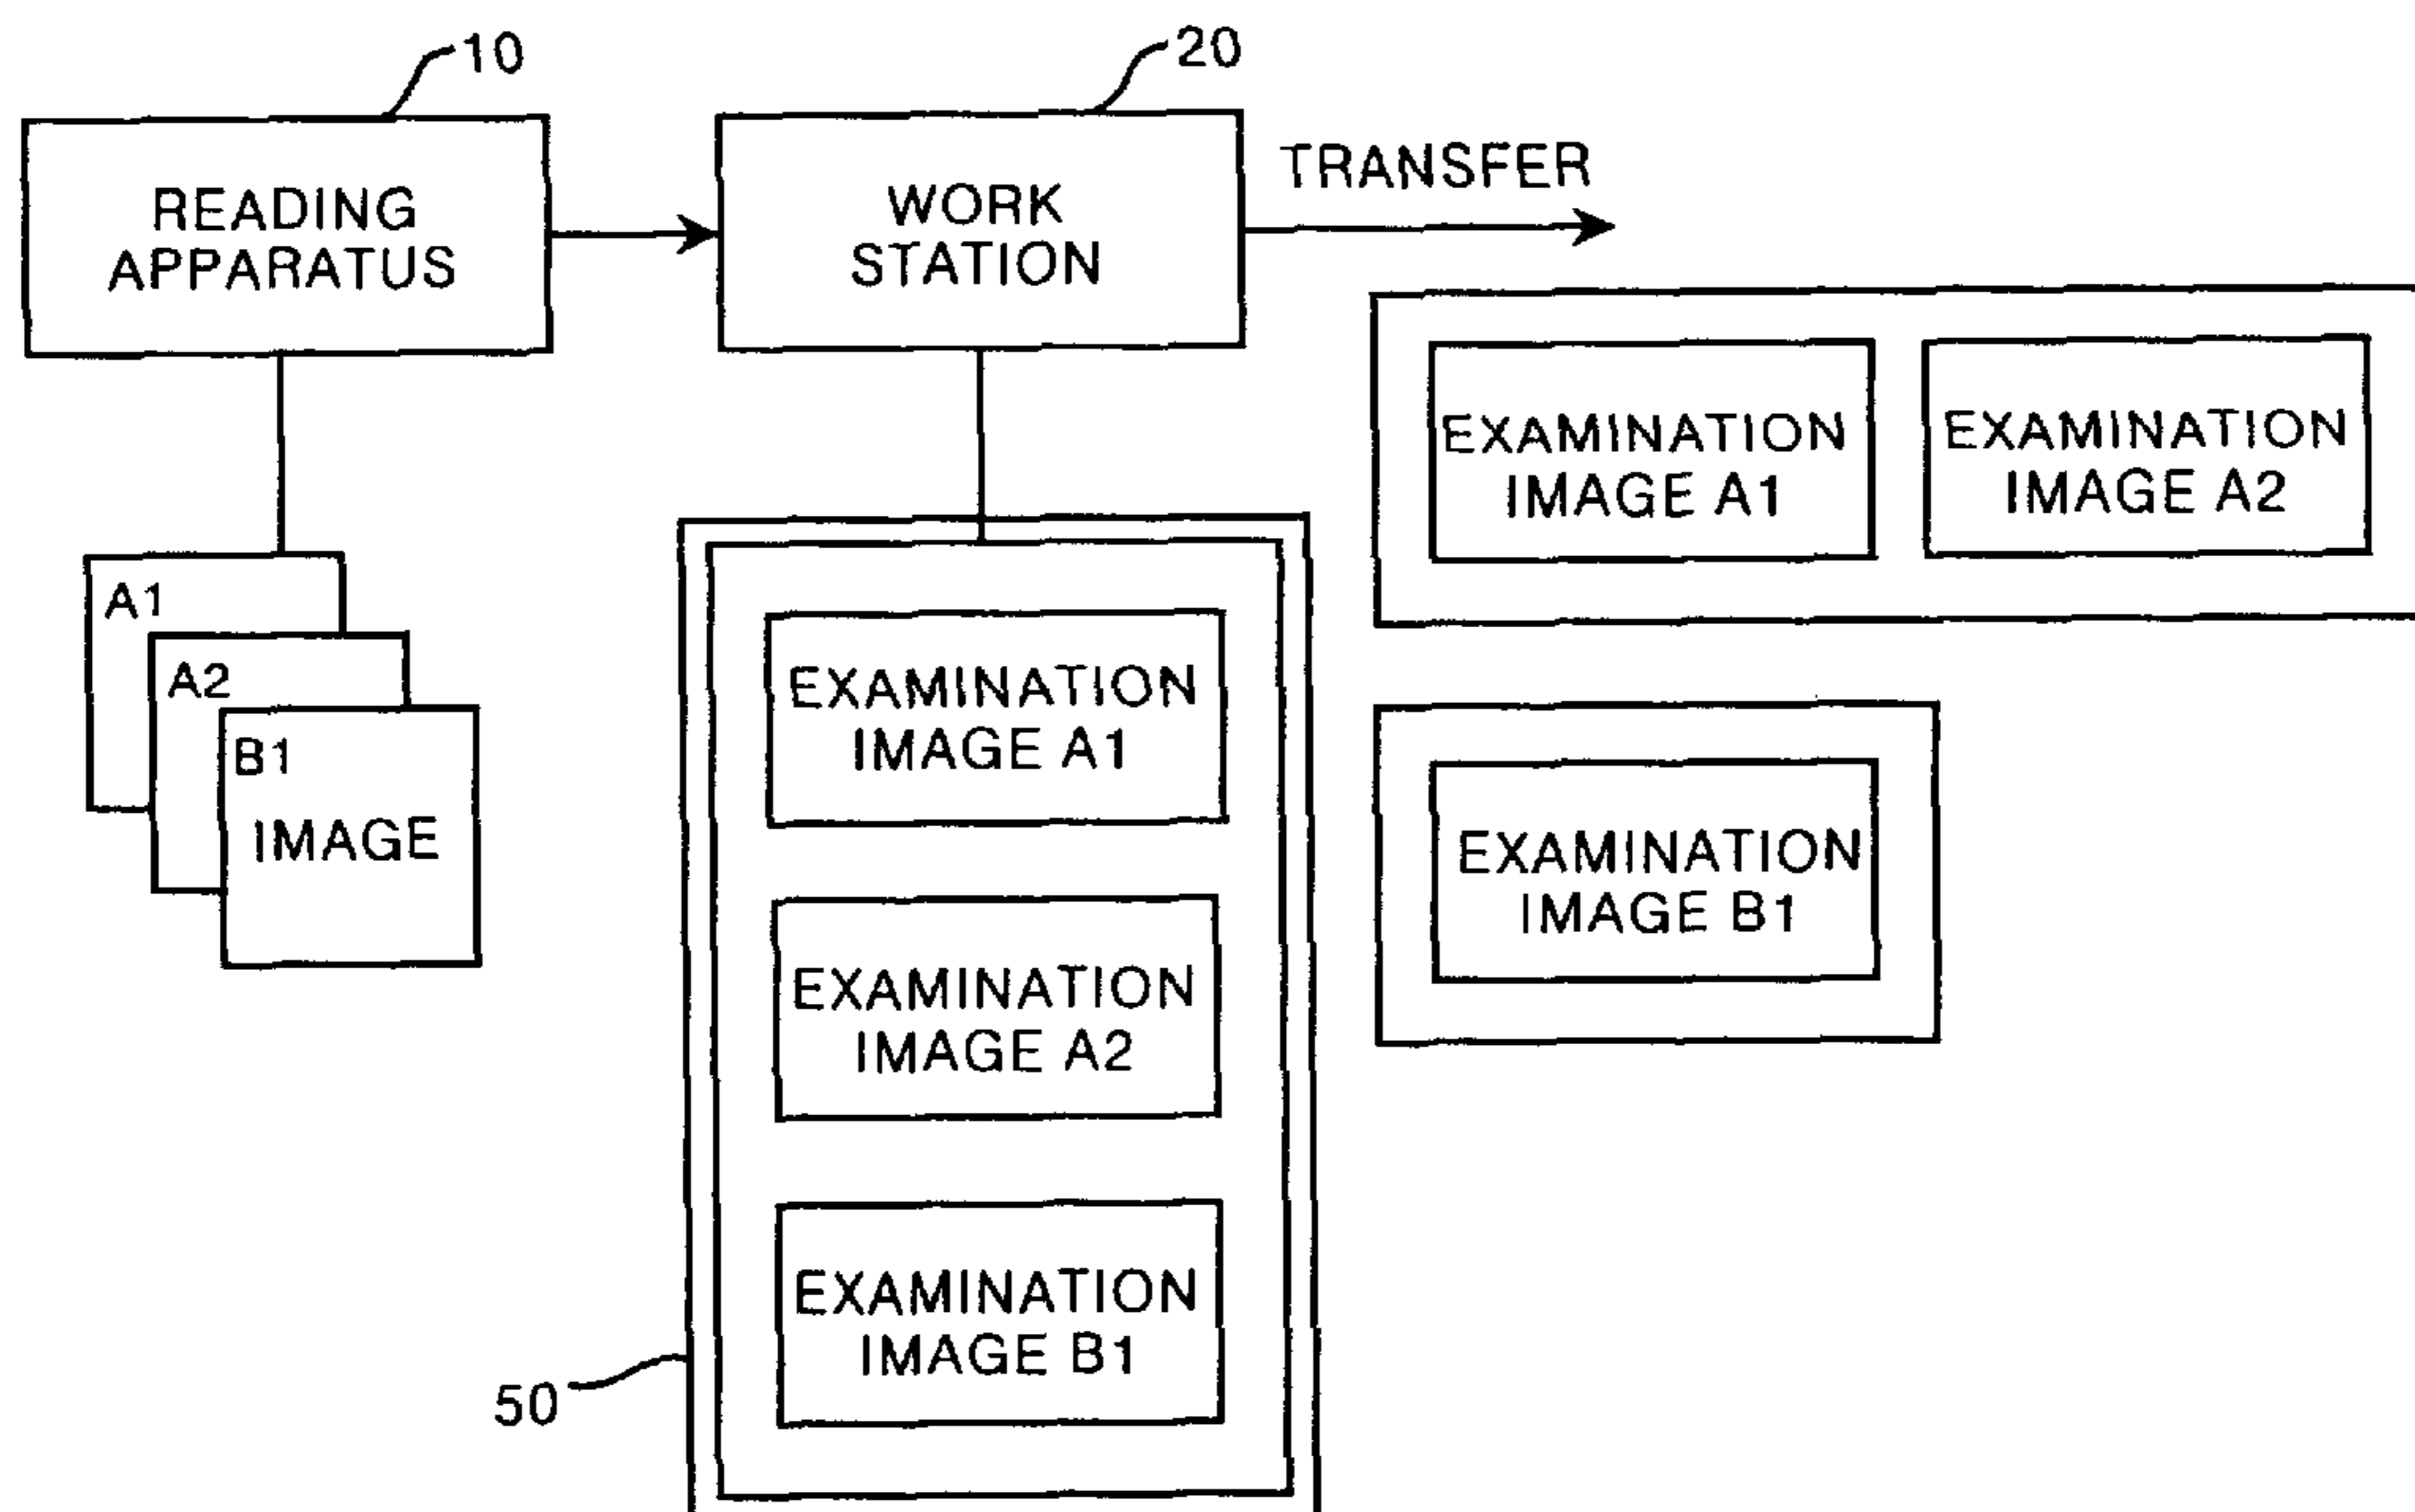 10
20
READING
APPARATUS
WORK
STATION
TRANSFER
A1
A2
B1
IMAGE
EXAMINATION
IMAGE A1
EXAMINATION
IMAGE A2
EXAMINATION
IMAGE B1
50
EXAMINATION
IMAGE A1
EXAMINATION
IMAGE A2
EXAMINATION
IMAGE B1